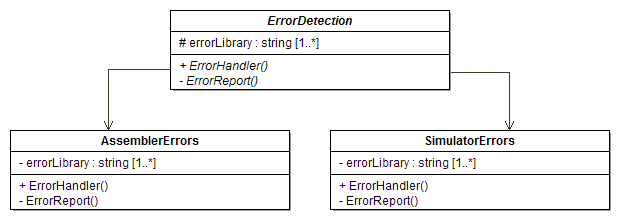 ErrorDetection
# errorLibrary : string [1..*]
+ ErrorHandler()
- ErrorReport()
AssemblerErrors
- errorLibrary : string [1..*]
+ ErrorHandler()
- ErrorReport()
SimulatorErrors
- errorLibrary : string [1..*]
+ ErrorHandler()
- ErrorReport()